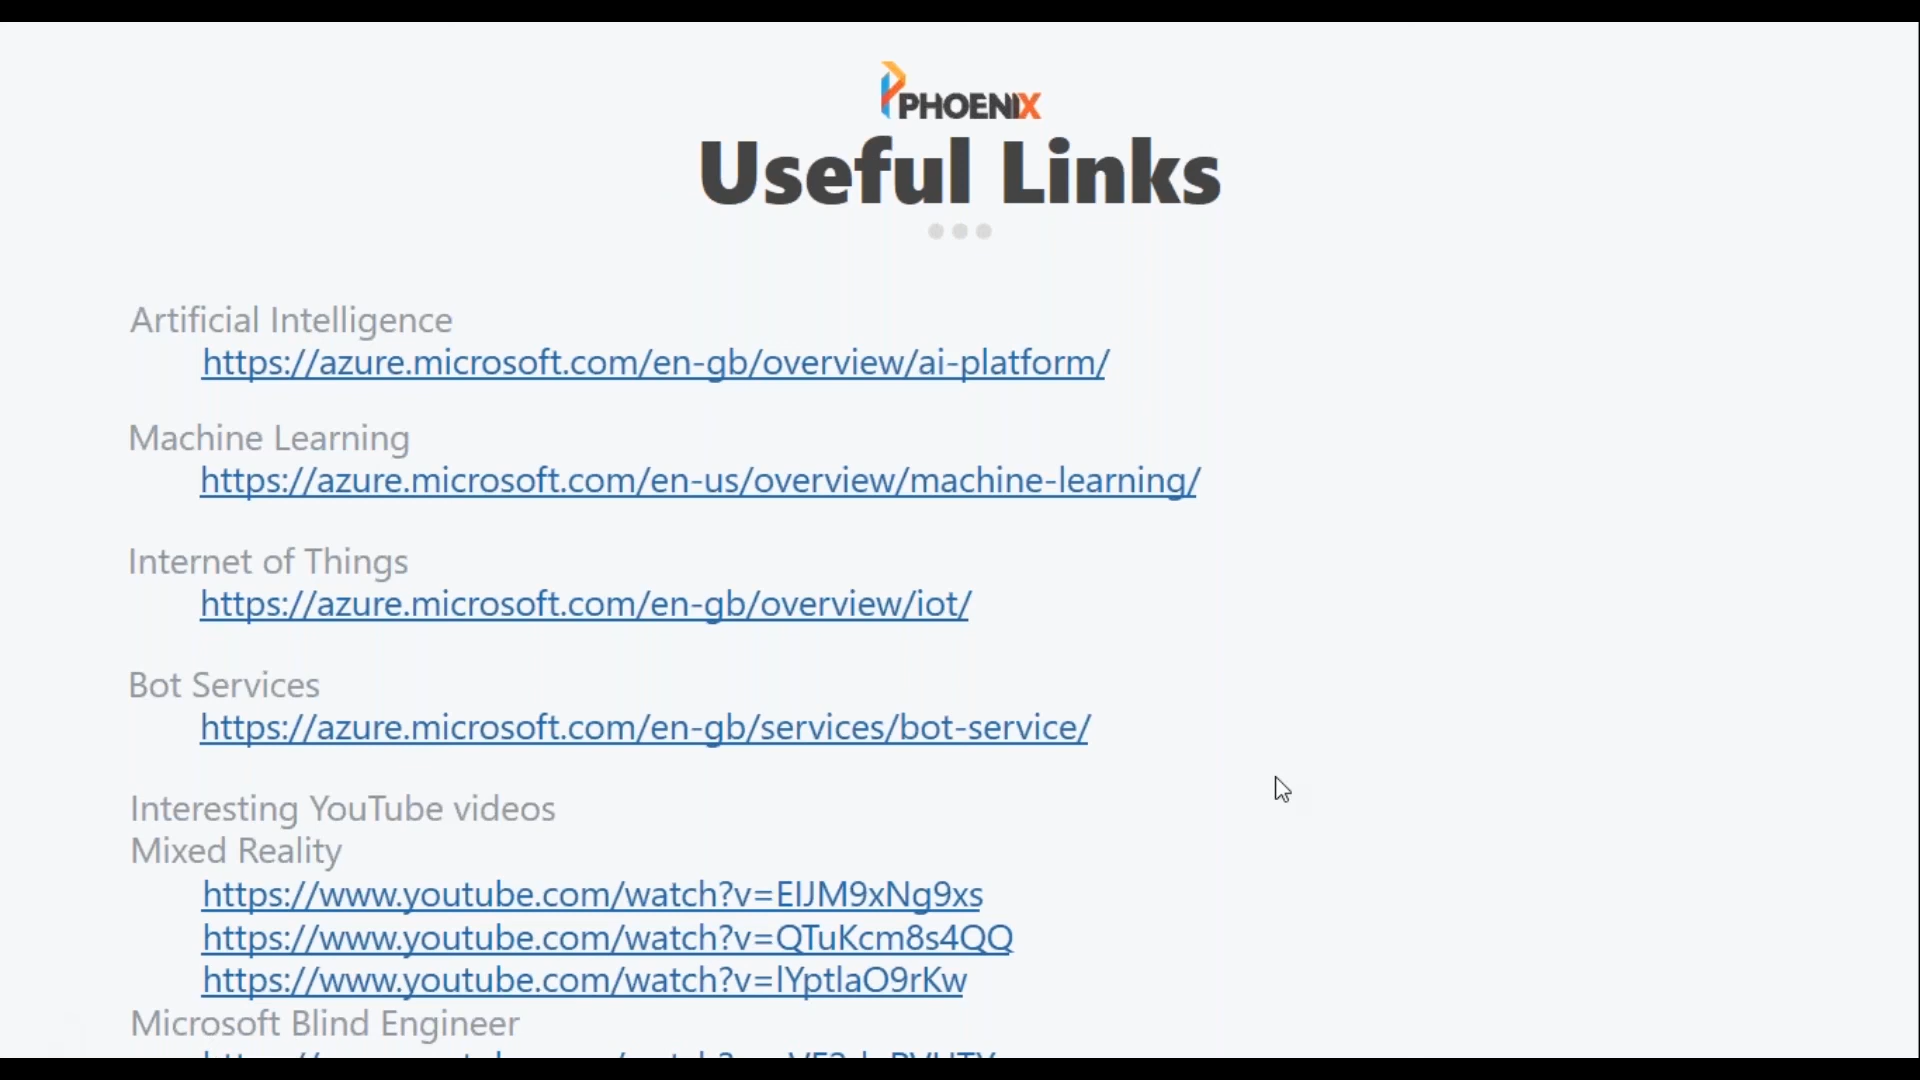 PHOENIX
Useful Links
Artificial Intelligence
https://azure.microsoft.com/en-gb/overview/ai-platform/
Machine Learning
https://azure.microsoft.com/en-us/overview/machine-learning/
Internet of Things
https://azure.microsoft.com/en-gb/overview/iot/
Bot Services
https://azure.microsoft.com/en-gb/services/bot-service/
Interesting YouTube videos
Mixed Reality
https://www.youtube.com/watch?v=EIJM9xNg9xs
https://www.youtube.com/watch?v=QTuKcm8s4QQ
https://www.youtube.com/watch?v=lYptlaO9rKw
Microsoft Blind Engineer